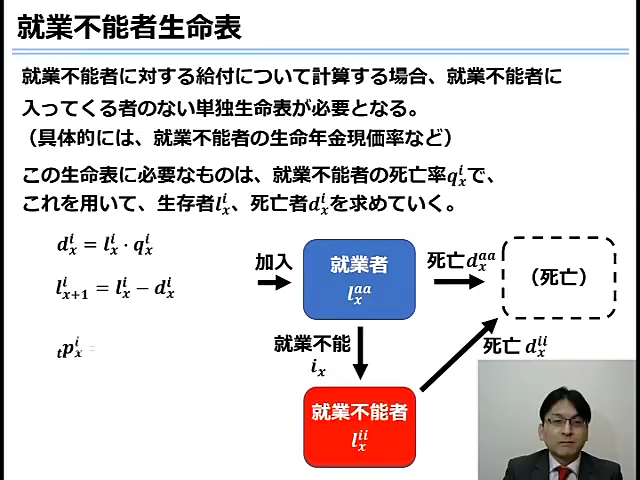 就業不能者生命表
就業不能者に対する給付について計算する場合、就業不能者に
入ってくる者のない単独生命表が必要となる。
（具体的には、就業不能者の生命年金現価率など）
この生命表に必要なものは、就業不能者の死亡率q_x^iで、
これを用いて、生存者l_x^i、死亡者d_x^iを求めていく。
d_x^i = l_x^i · q_x^i
l_{x+1}^i = l_x^i − d_x^i
_tp_x^i =
加入
就業者
l_x^{aa}
死亡d_x^{aa}
（死亡）
就業不能
i_x
死亡 d_x^{ii}
就業不能者
l_x^{ii}